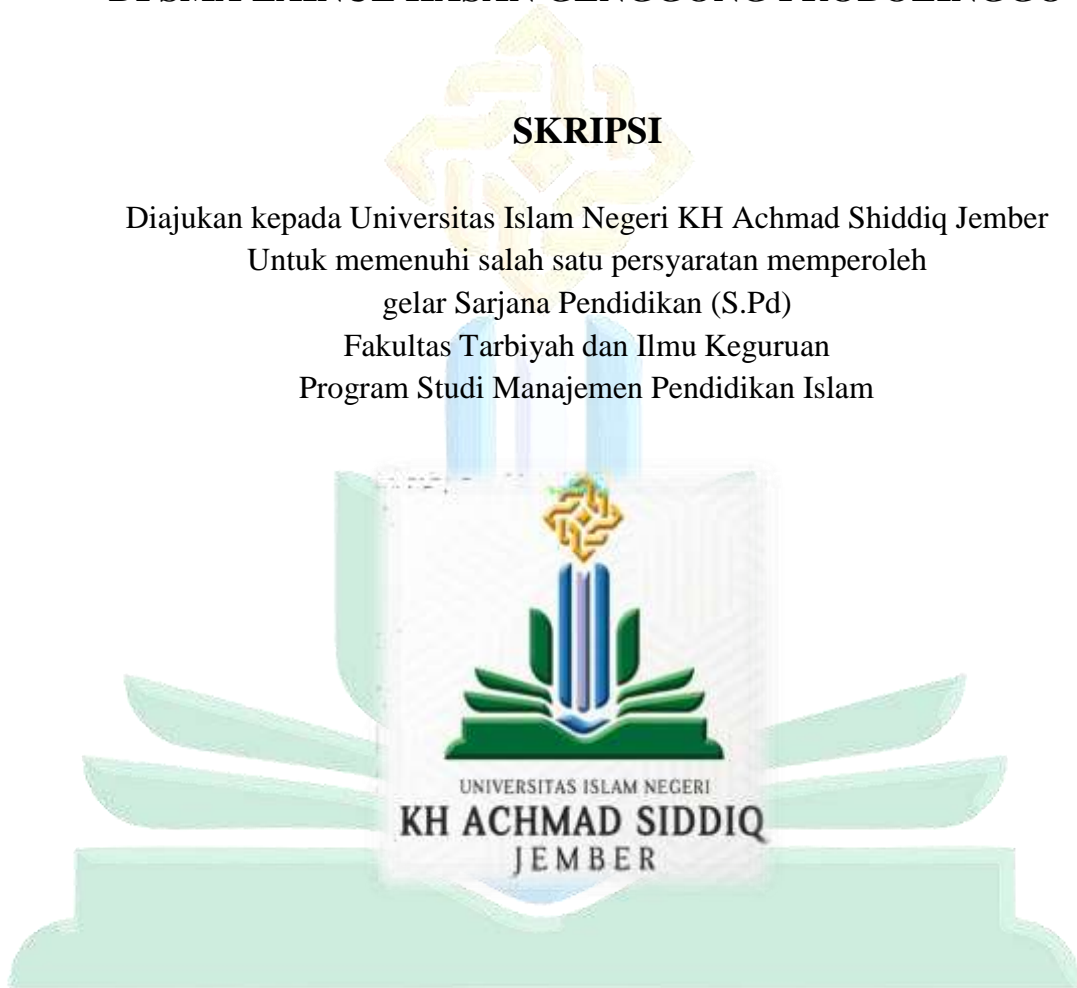 SKRIPSI
Diajukan kepada Universitas Islam Negeri KH Achmad Shiddiq Jember
Untuk memenuhi salah satu persyaratan memperoleh
gelar Sarjana Pendidikan (S.Pd)
Fakultas Tarbiyah dan Ilmu Keguruan
Program Studi Manajemen Pendidikan Islam
UNIVERSITAS ISLAM NEGERI
KH ACHMAD SIDDIQ
JEMBER